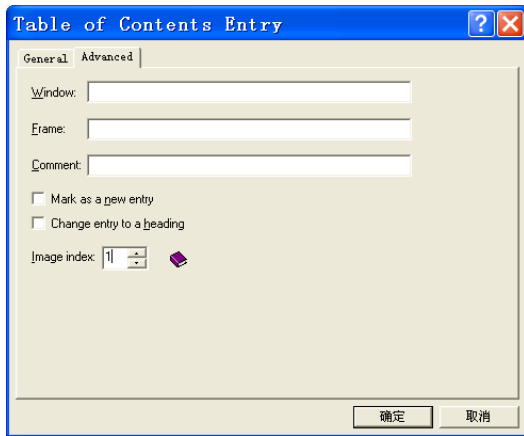 Table of Contents Entry
General Advanced
Window:
Frame:
Comment:
Mark as a new entry
Change entry to a heading
Image index: 1
确定 取消